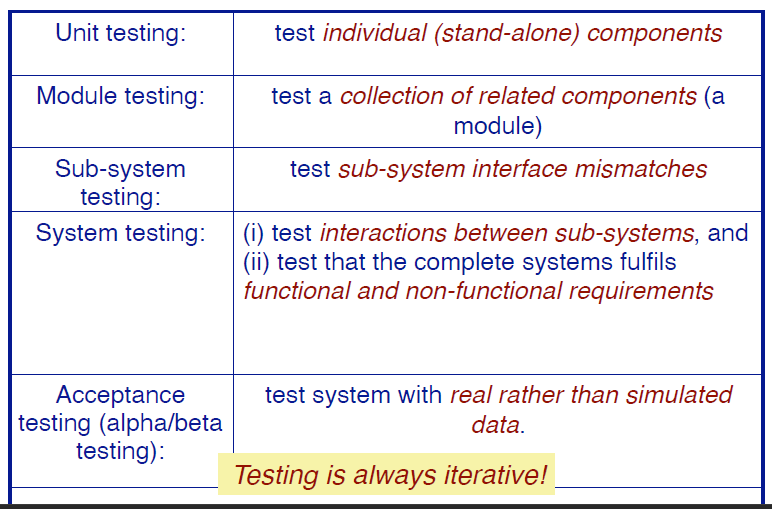 Unit testing:
test individual (stand-alone) components
Module testing:
test a collection of related components (a
module)
Sub-system
testing:
test sub-system interface mismatches
System testing:
(i) test interactions between sub-systems, and
(ii) test that the complete systems fulfils
functional and non-functional requirements
Acceptance
testing (alpha/beta
testing):
test system with real rather than simulated
data.
Testing is always iterative!